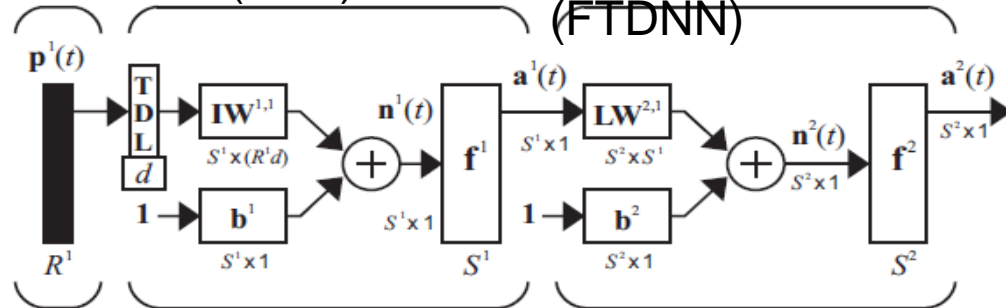 (FTDNN)
p¹(t)
TDL
d
IW¹,¹
S¹x(R¹d)
1
b¹
S¹x1
n¹(t)
S¹x1
f¹
a¹(t)
S¹x1
LW²,¹
S²xS¹
1
b²
S²x1
n²(t)
S²x1
f²
a²(t)
S²x1
R¹
S¹
S²